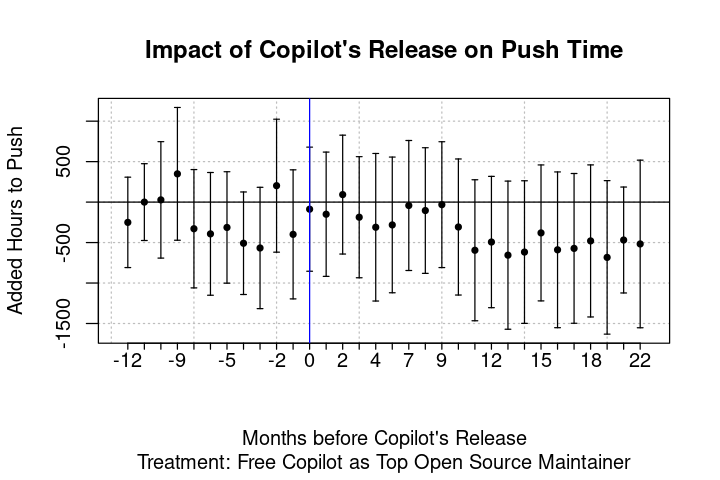 Impact of Copilot's Release on Push Time
Added Hours to Push
500
-500
-1500
-12 -9 -5 -2 0 2 4 7 9 12 15 18 22
Months before Copilot's Release
Treatment: Free Copilot as Top Open Source Maintainer